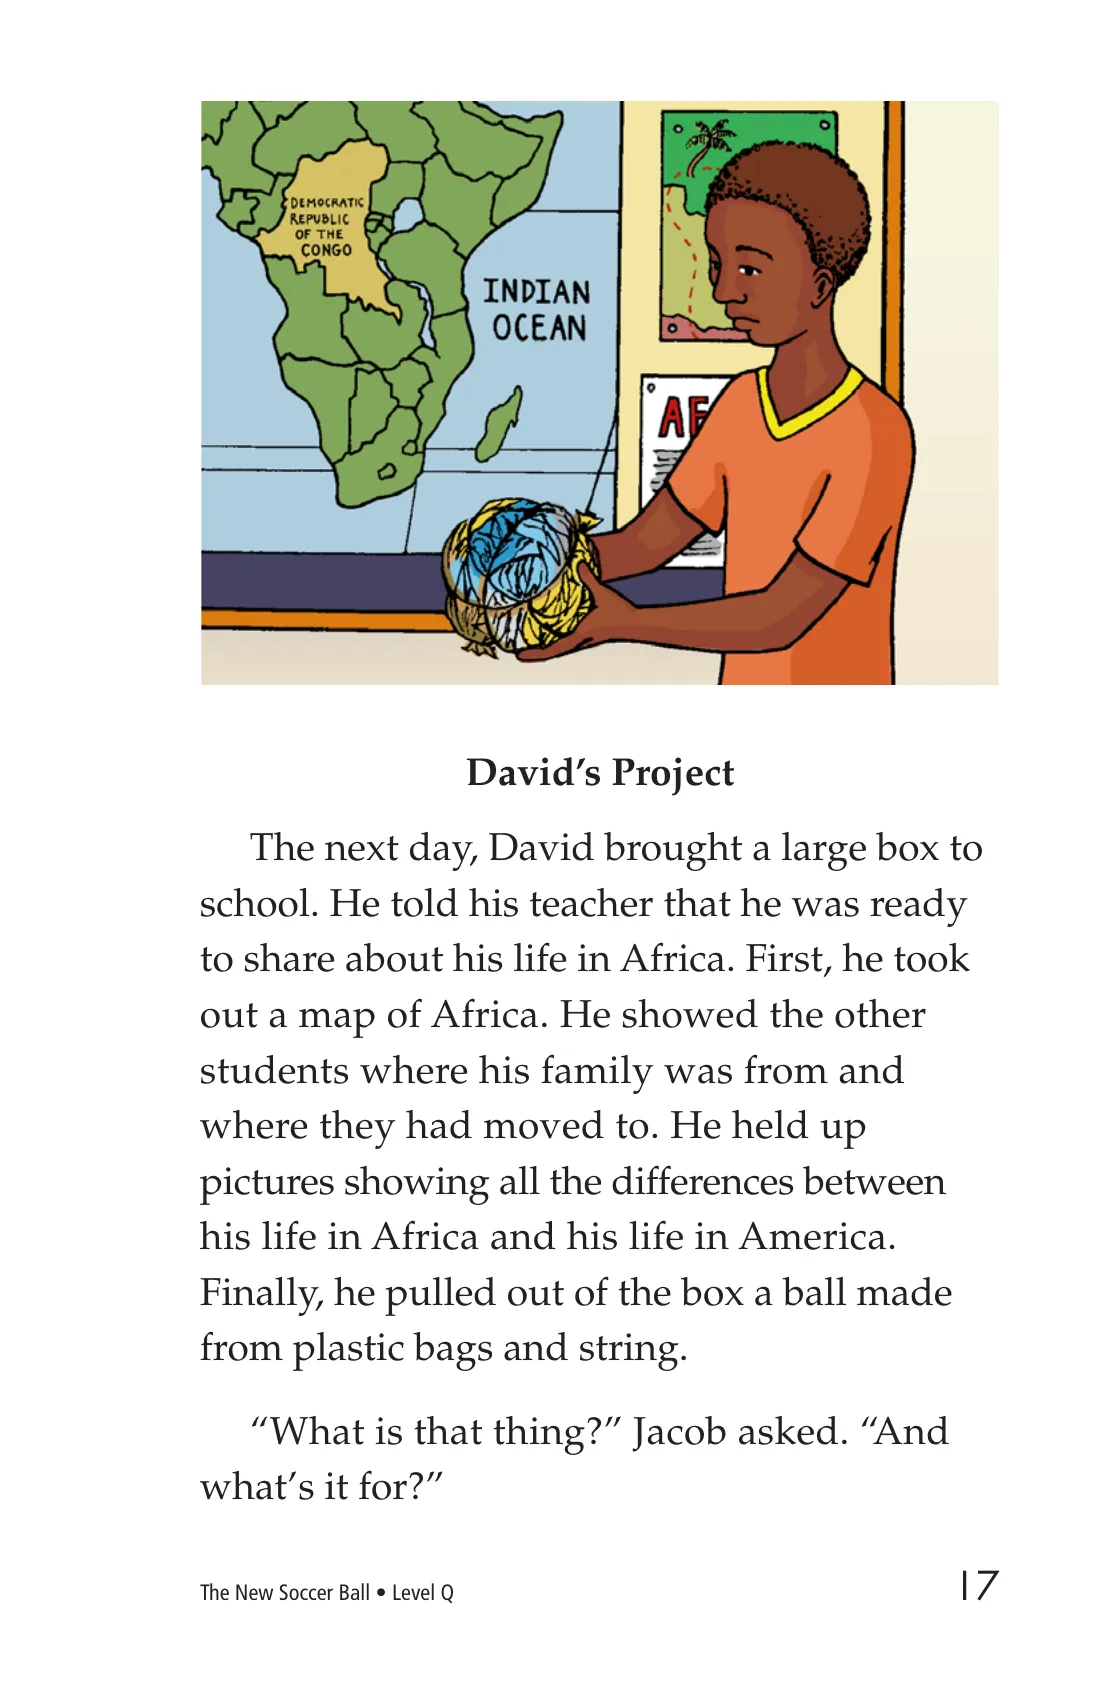 DEMOCRATIC
REPUBLIC
OF THE
CONGO
INDIAN
OCEAN
AF
David’s Project
The next day, David brought a large box to
school. He told his teacher that he was ready
to share about his life in Africa. First, he took
out a map of Africa. He showed the other
students where his family was from and
where they had moved to. He held up
pictures showing all the differences between
his life in Africa and his life in America.
Finally, he pulled out of the box a ball made
from plastic bags and string.
“What is that thing?” Jacob asked. “And
what’s it for?”
The New Soccer Ball • Level Q
17